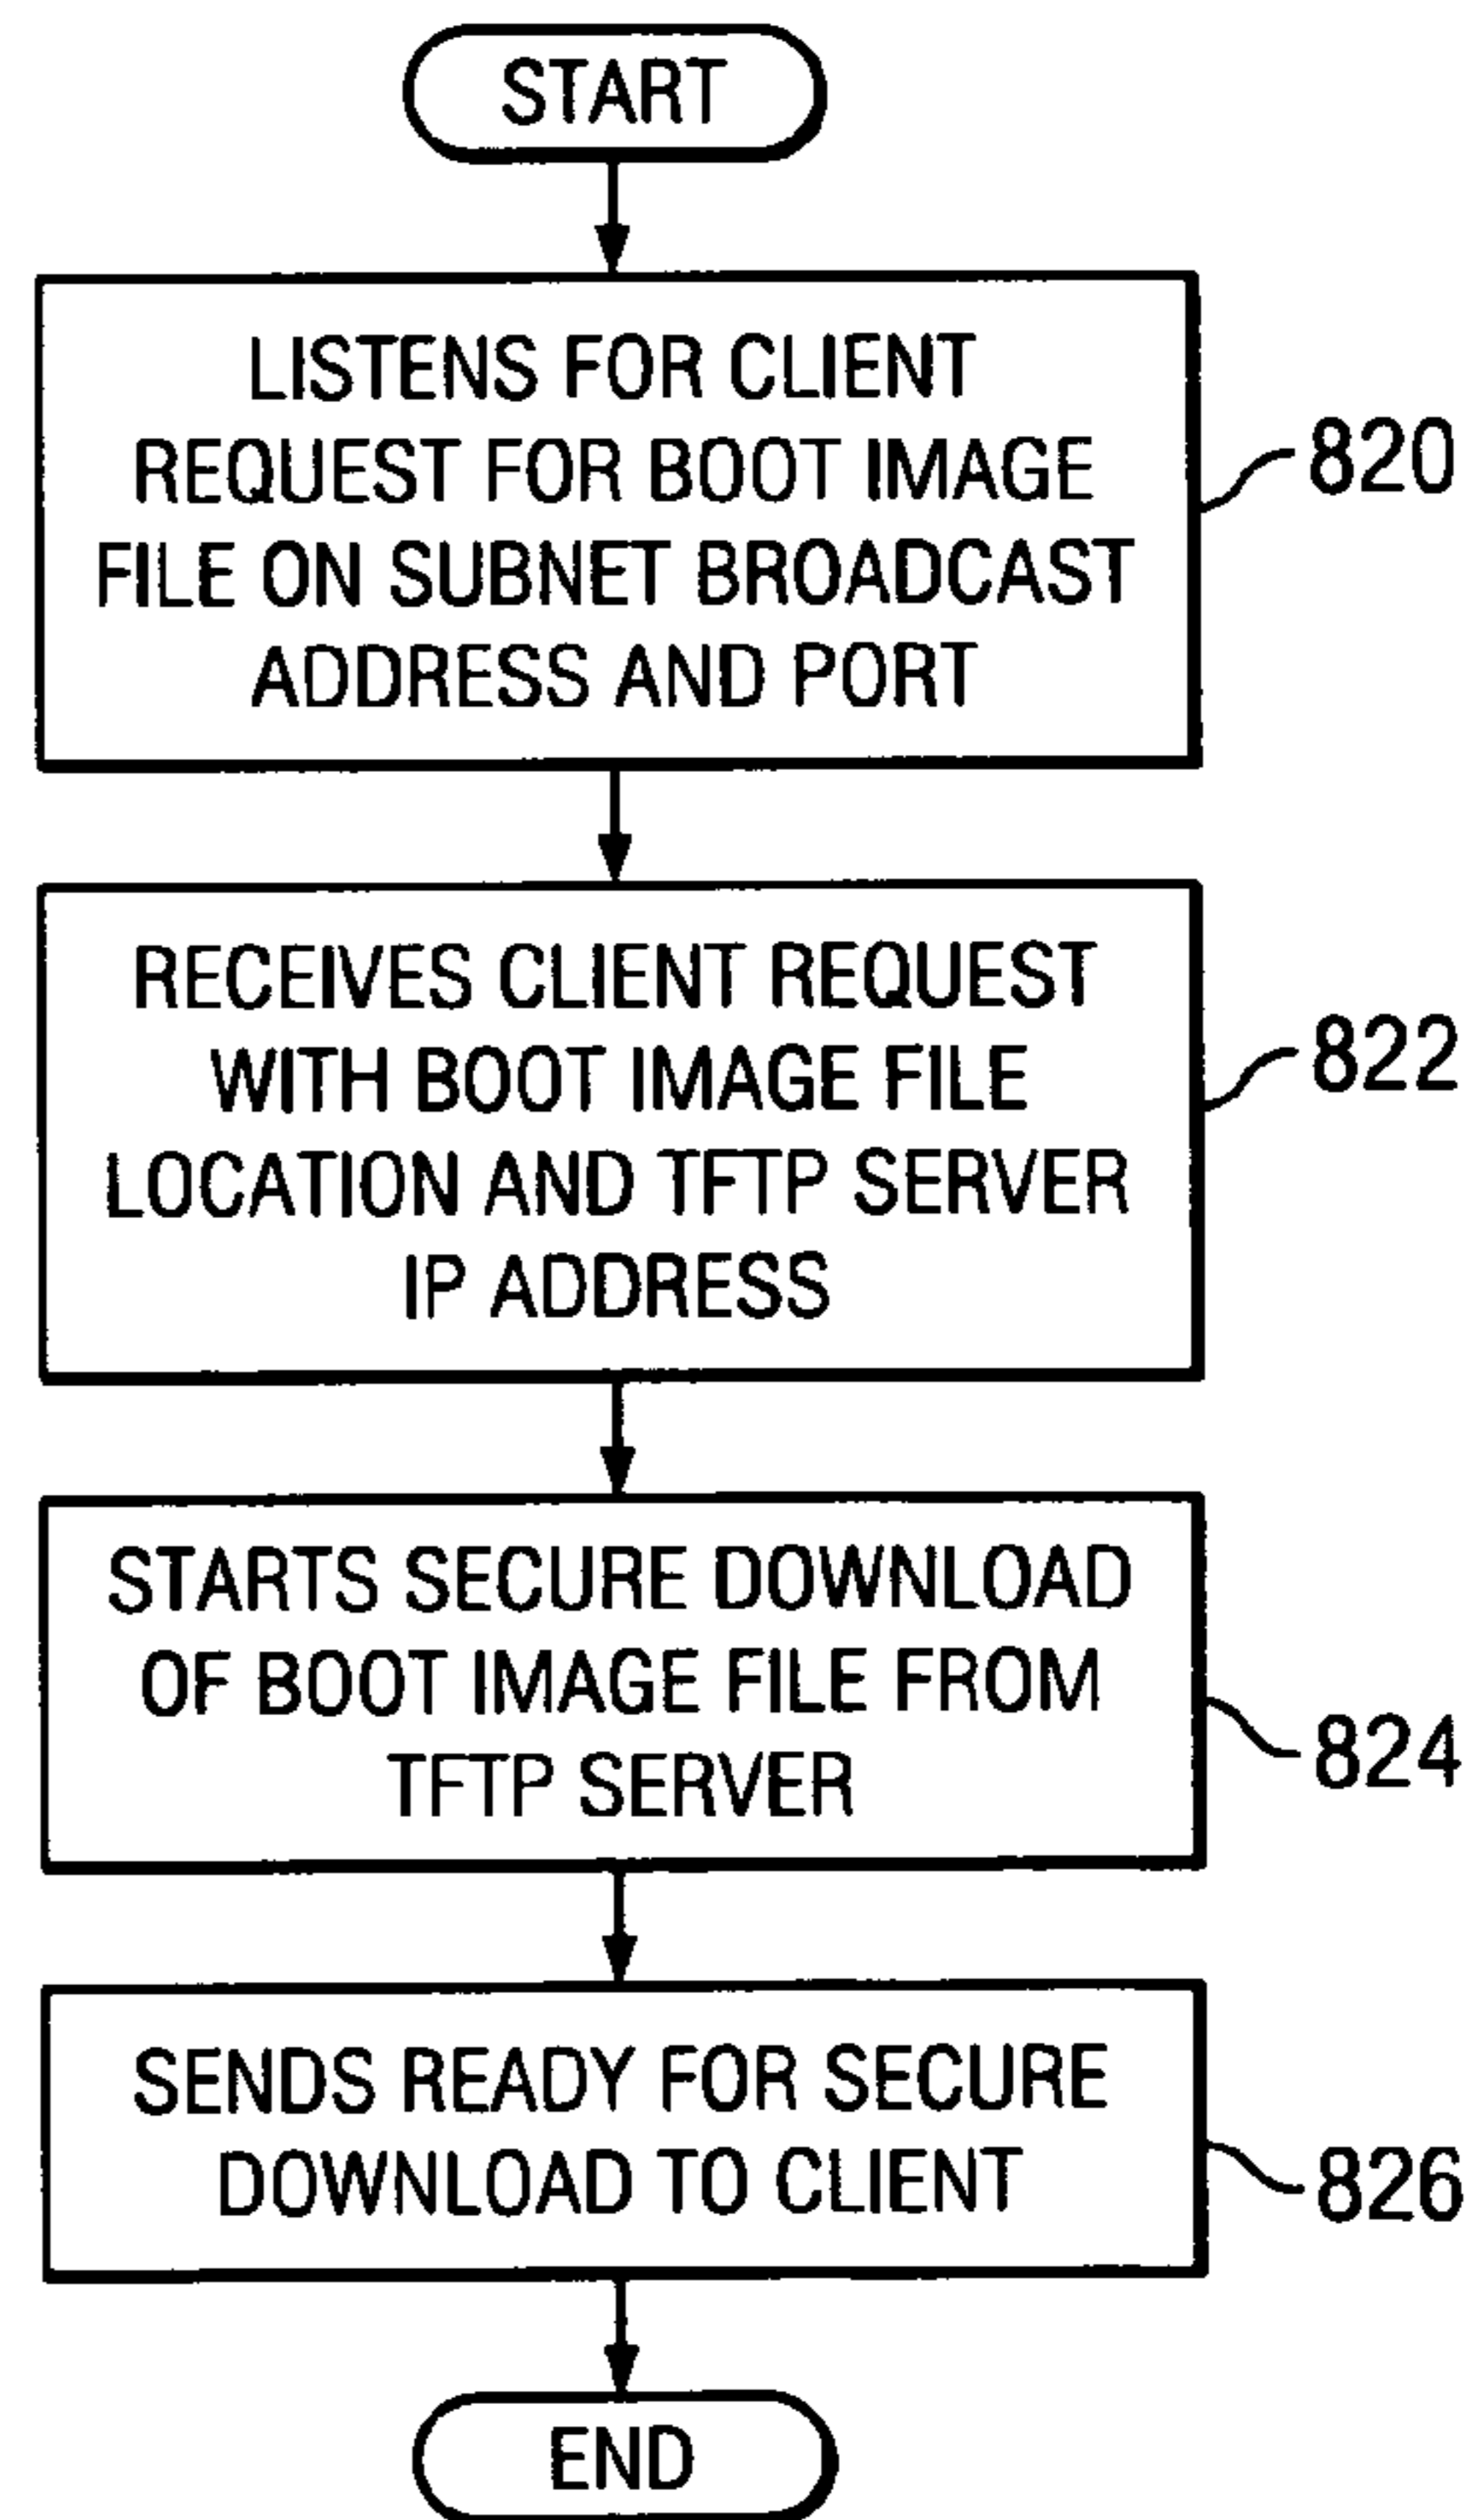 START
LISTENS FOR CLIENT
REQUEST FOR BOOT IMAGE
FILE ON SUBNET BROADCAST
ADDRESS AND PORT
820
RECEIVES CLIENT REQUEST
WITH BOOT IMAGE FILE
LOCATION AND TFTP SERVER
IP ADDRESS
822
STARTS SECURE DOWNLOAD
OF BOOT IMAGE FILE FROM
TFTP SERVER
824
SENDS READY FOR SECURE
DOWNLOAD TO CLIENT
826
END